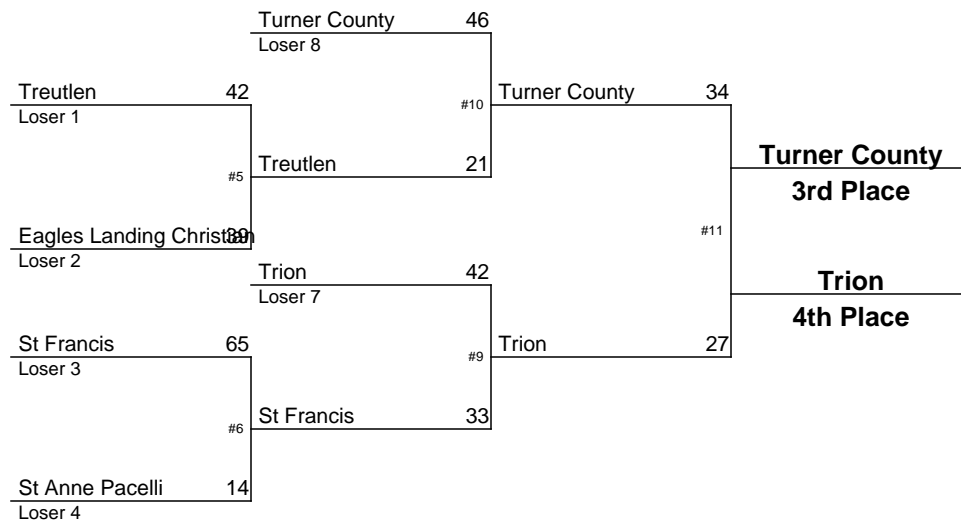 Turner County 46
Loser 8
Treutlen 42
Loser 1
#10
Turner County 34
#5
Treutlen 21
Turner County
3rd Place
Eagles Landing Christian 39
Loser 2
#11
Trion 42
Loser 7
Trion
4th Place
St Francis 65
Loser 3
#9
Trion 27
#6
St Francis 33
St Anne Pacelli 14
Loser 4